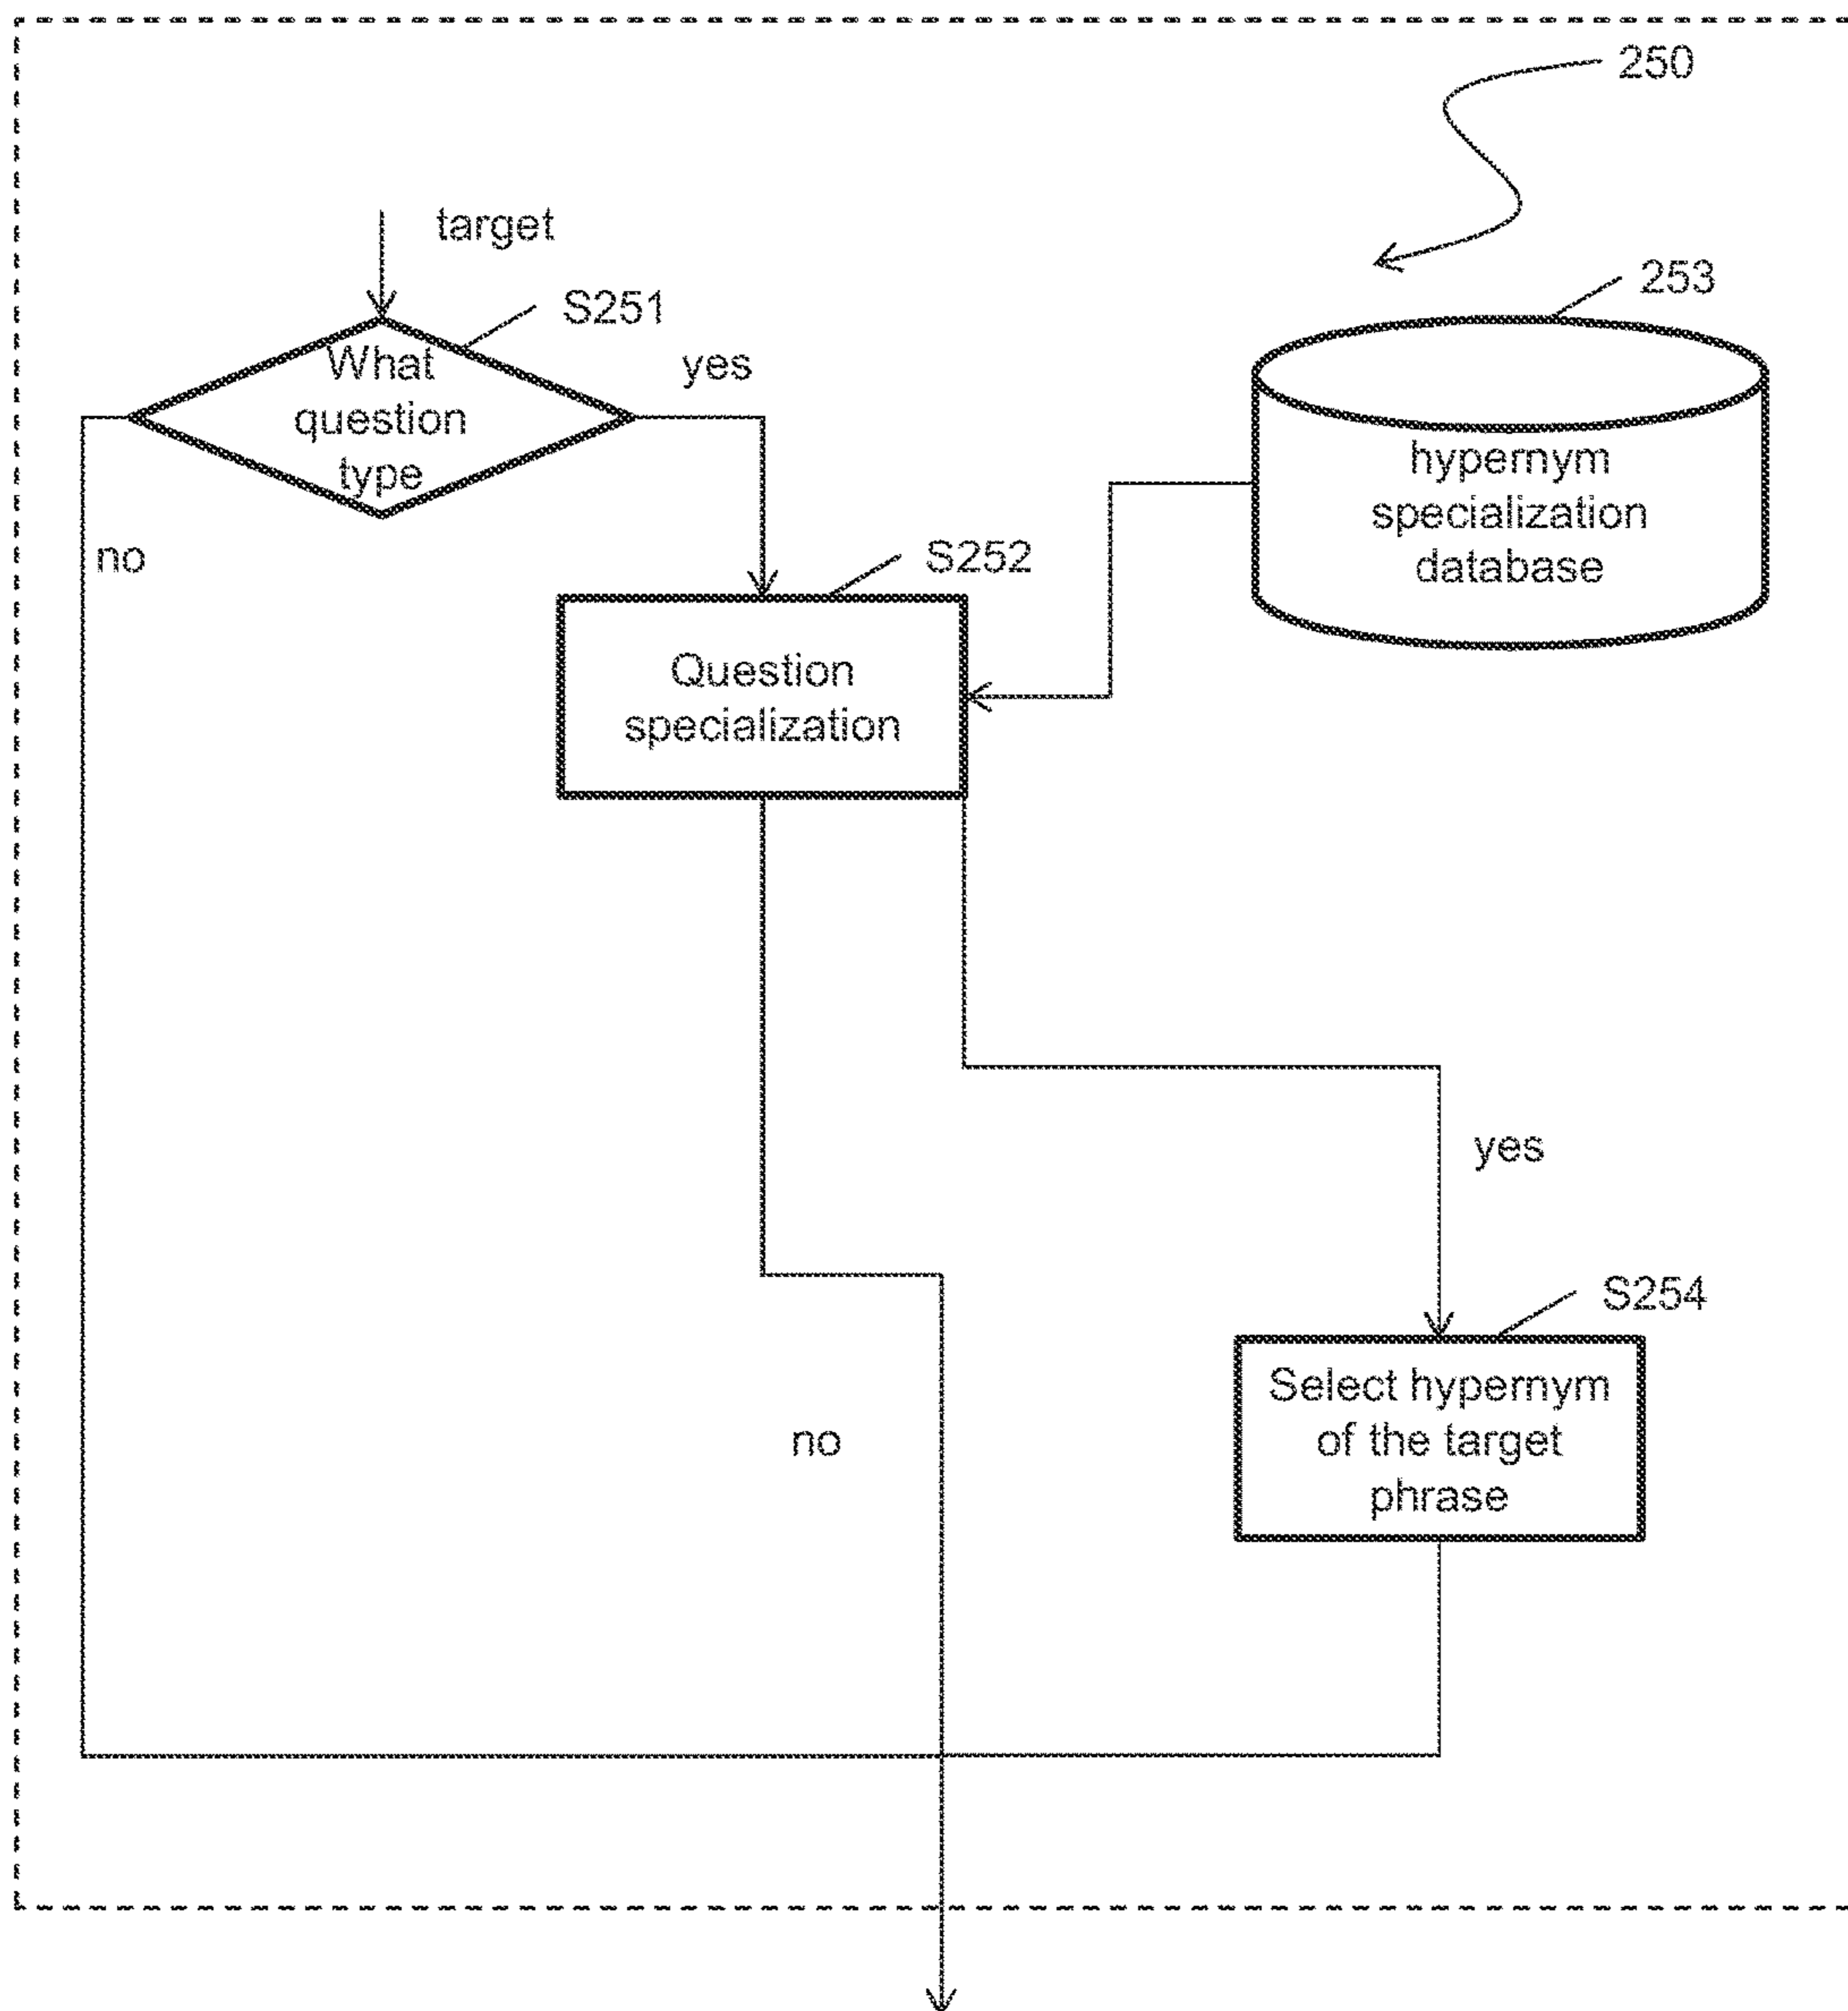 250
target
253
S251
What
question
type
yes
hypernym
specialization
database
no
S252
Question
specialization
yes
S254
Select hypernym
of the target
phrase
no